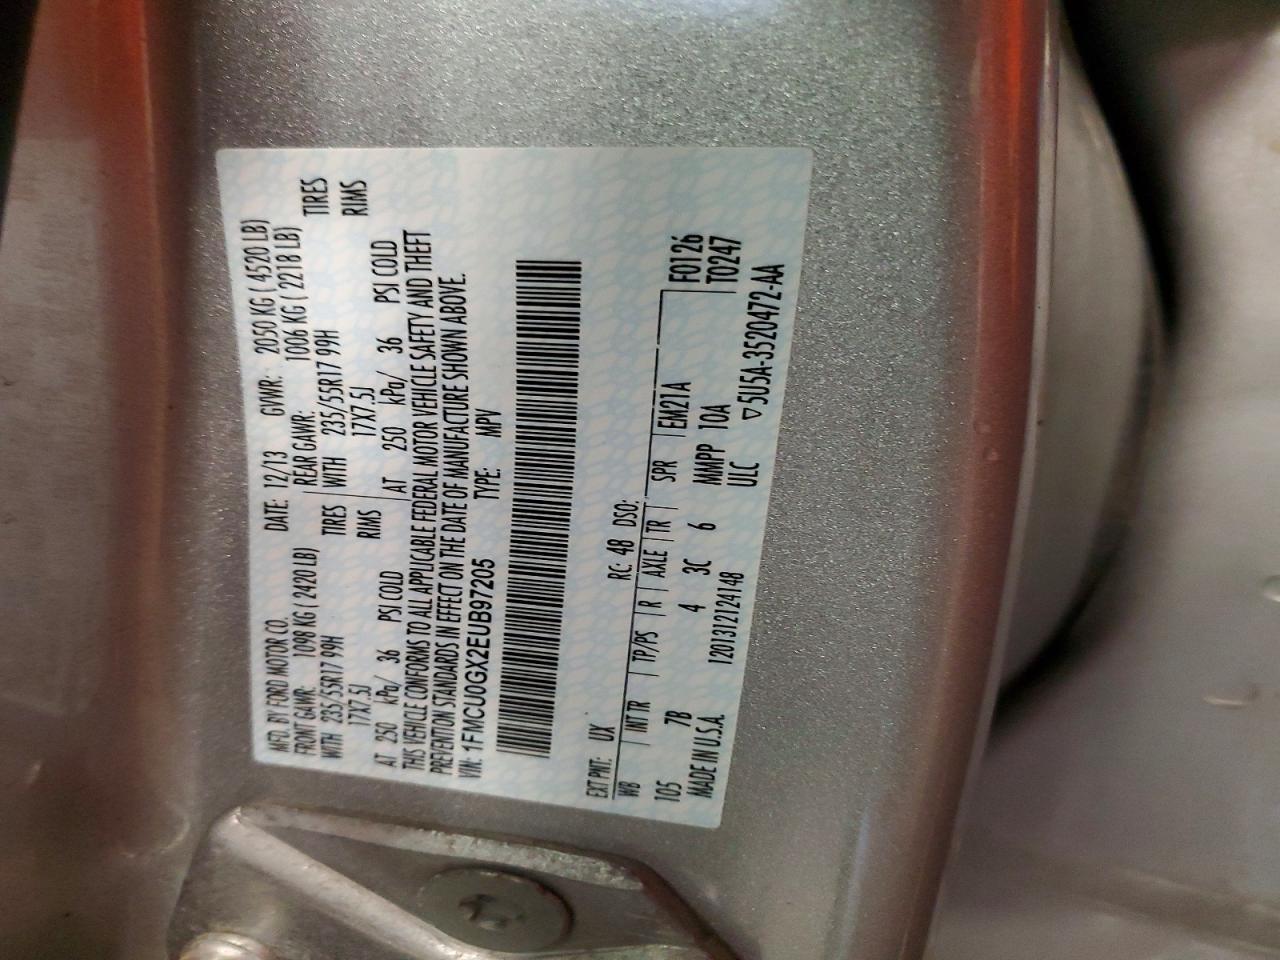 MFD. BY FORD MOTOR CO. DATE: 12/13 GVWR: 2050 KG ( 4520 LB)
FRONT GAWR: 1098 KG ( 2420 LB) REAR GAWR: 1006 KG ( 2218 LB)
WITH 235/55R17 99H TIRES WITH 235/55R17 99H TIRES
17X7.5J RIMS 17X7.5J RIMS
AT 250 kPa/ 36 PSI COLD AT 250 kPa/ 36 PSI COLD
THIS VEHICLE CONFORMS TO ALL APPLICABLE FEDERAL MOTOR VEHICLE SAFETY AND THEFT
PREVENTION STANDARDS IN EFFECT ON THE DATE OF MANUFACTURE SHOWN ABOVE.
VIN: 1FMCU0GX2EUB97205 TYPE: MPV
EXT PNT: UX RC: 48 DSO:
WB INT TR TP/PS R AXLE TR SPR EM21A F0126
105 7B 4 3C 6 MMPP 10A T0247
MADE IN U.S.A. 120131212414B ULC ▽5U5A-3520472-AA